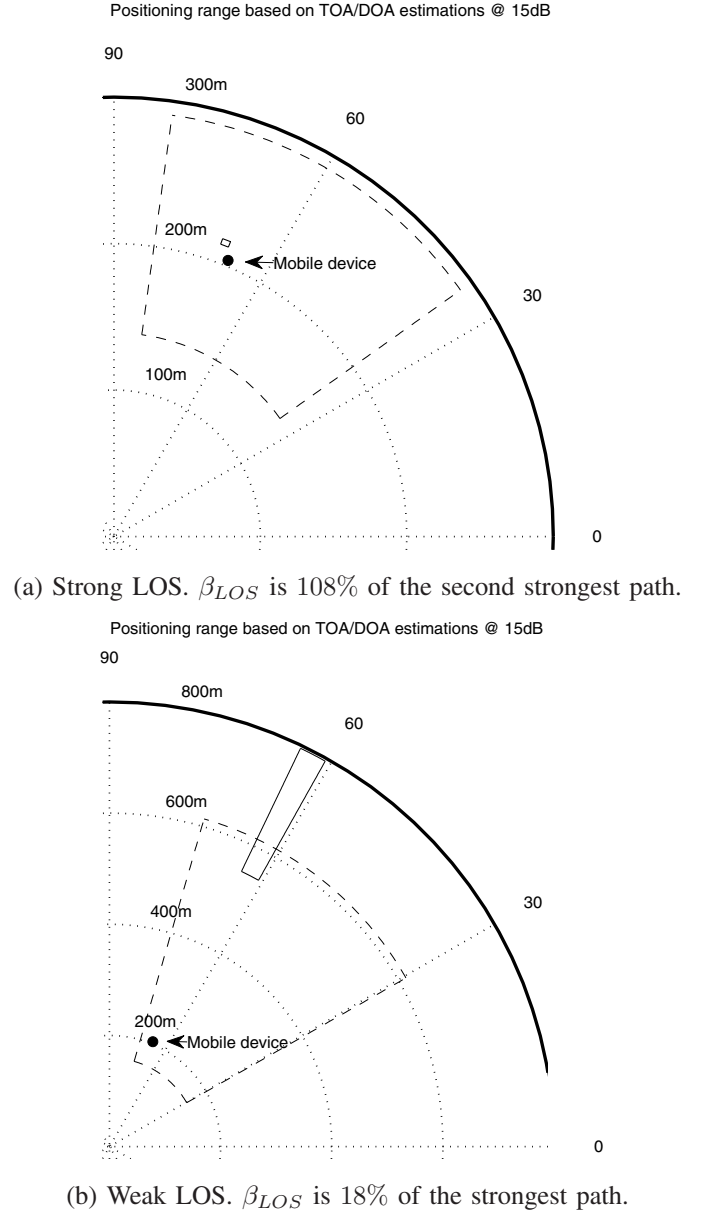 Positioning range based on TOA/DOA estimations @ 15dB
90
300m
60
200m
Mobile device
30
100m
0
(a) Strong LOS. β_LOS is 108% of the second strongest path.
Positioning range based on TOA/DOA estimations @ 15dB
90
800m
60
600m
30
400m
200m
Mobile device
0
(b) Weak LOS. β_LOS is 18% of the strongest path.